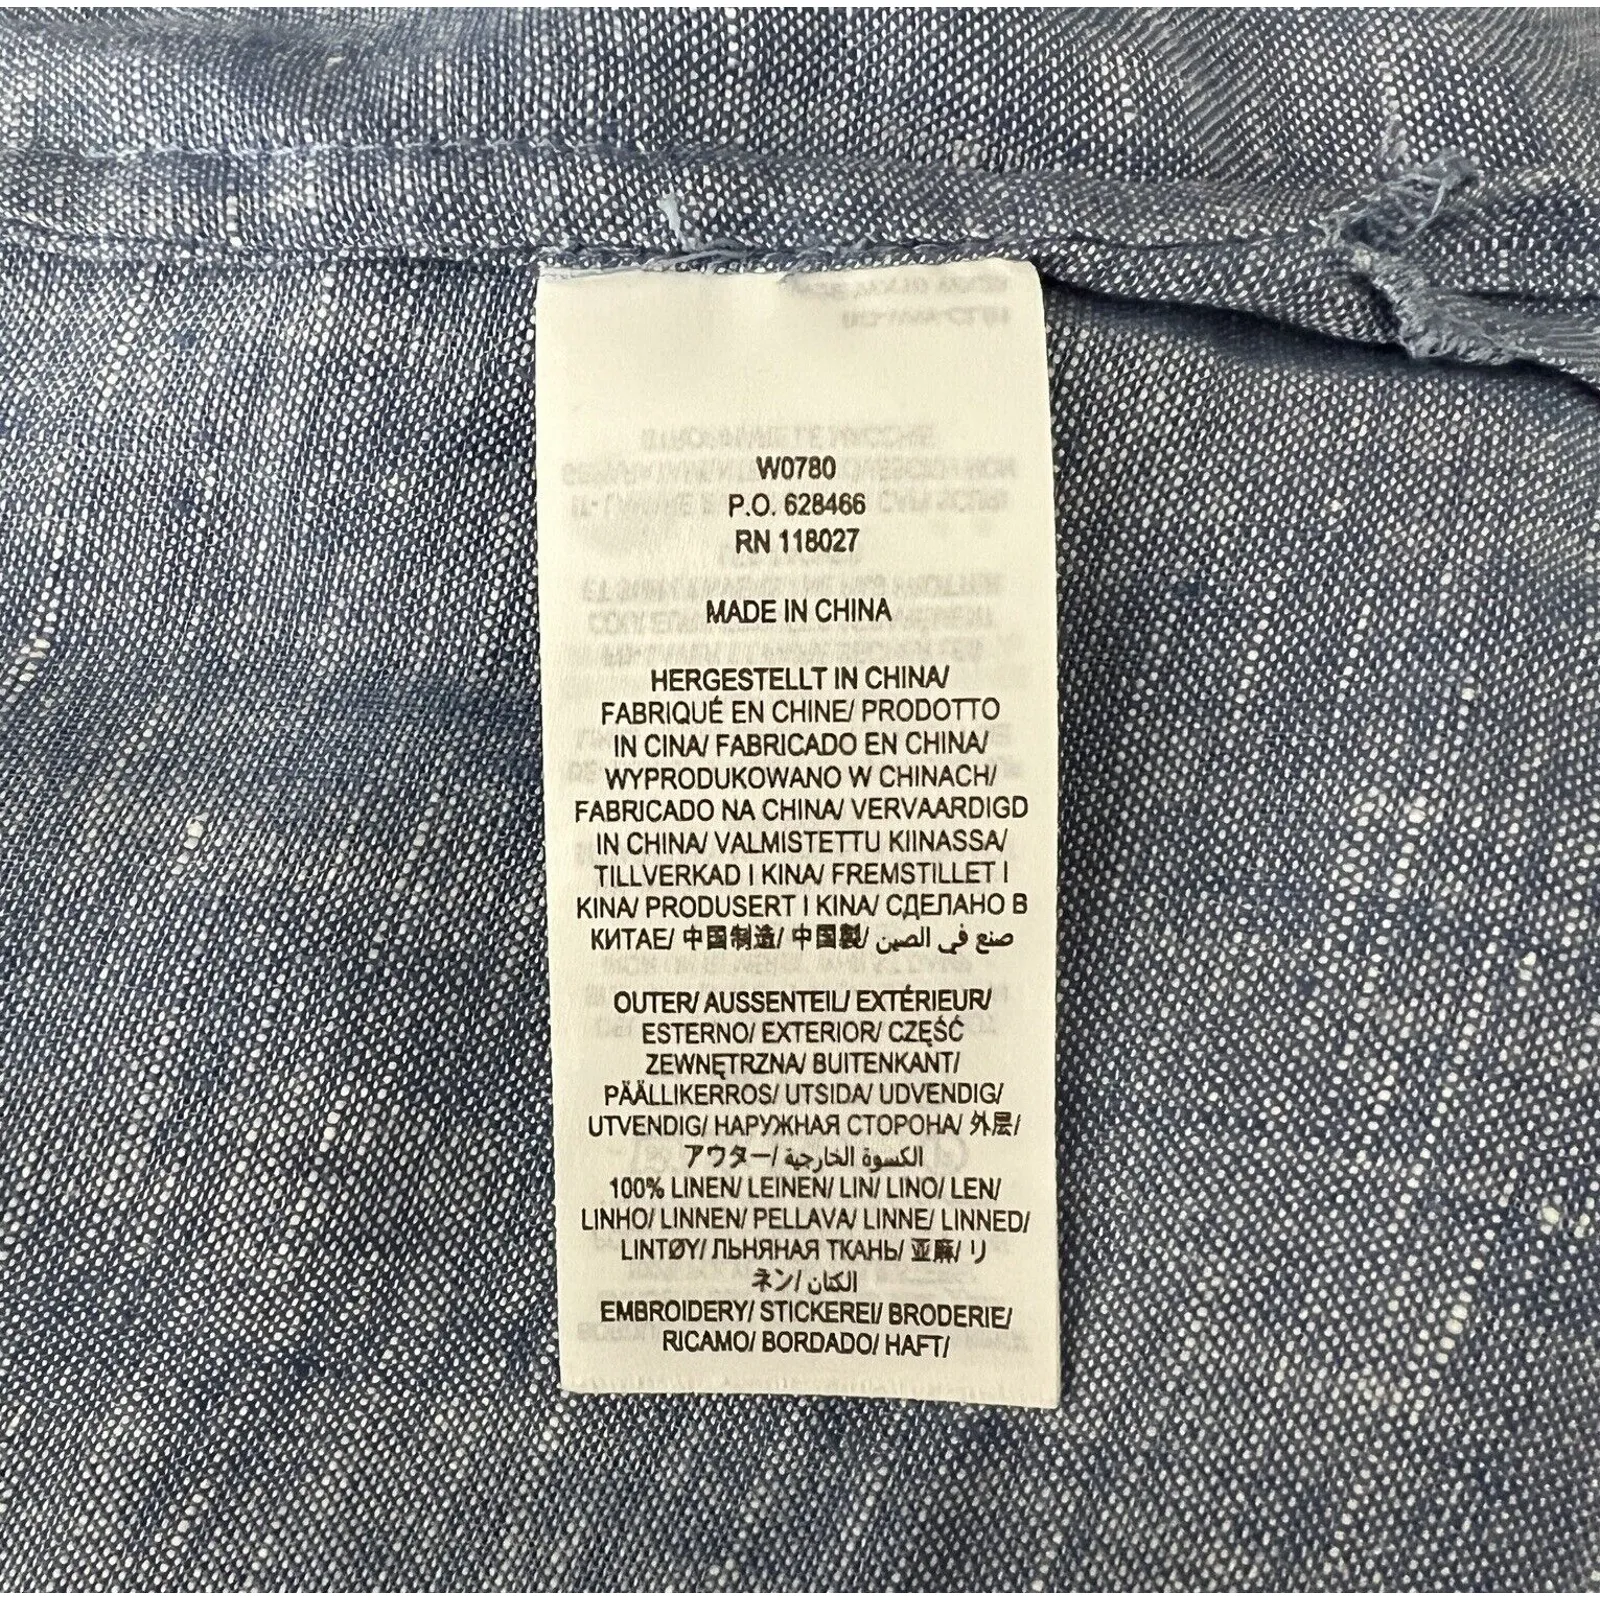 W0780
P.O. 628466
RN 118027
MADE IN CHINA
HERGESTELLT IN CHINA/
FABRIQUÉ EN CHINE/ PRODOTTO
IN CINA/ FABRICADO EN CHINA/
WYPRODUKOWANO W CHINACH/
FABRICADO NA CHINA/ VERVAARDIGD
IN CHINA/ VALMISTETTU KIINASSA/
TILLVERKAD I KINA/ FREMSTILLET I
KINA/ PRODUSERT I KINA/ СДЕЛАНО В
КИТАЕ/ 中国制造/ 中国製/ صنع في الصين
OUTER/ AUSSENTEIL/ EXTÉRIEUR/
ESTERNO/ EXTERIOR/ CZĘŚĆ
ZEWNĘTRZNA/ BUITENKANT/
PÄÄLLIKERROS/ UTSIDA/ UDVENDIG/
UTVENDIG/ НАРУЖНАЯ СТОРОНА/ 外层/
アウター/ الكسوة الخارجية
100% LINEN/ LEINEN/ LIN/ LINO/ LEN/
LINHO/ LINNEN/ PELLAVA/ LINNE/ LINNED/
LINTØY/ ЛЬНЯНАЯ ТКАНЬ/ 亚麻/ リ
ネン/ الكتان
EMBROIDERY/ STICKEREI/ BRODERIE/
RICAMO/ BORDADO/ HAFT/